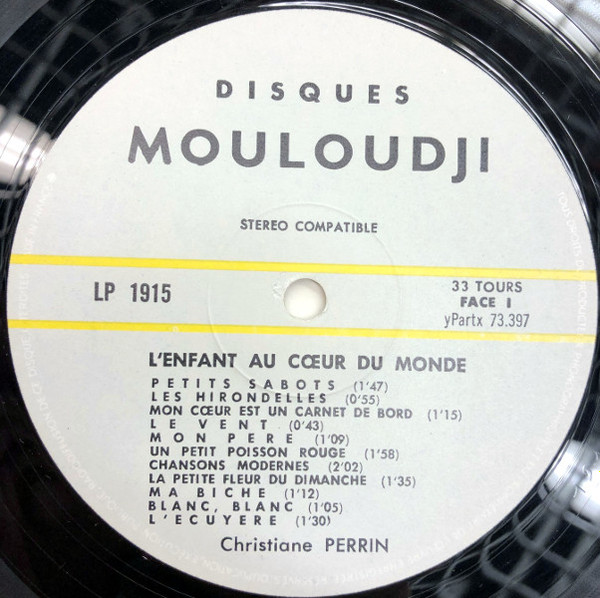 DISQUES
MOULOUDJI
STEREO COMPATIBLE
LP 1915
33 TOURS
FACE I
yPartx 73.397
L'ENFANT AU CŒUR DU MONDE
PETITS SABOTS (1'47)
LES HIRONDELLES (0'55)
MON CŒUR EST UN CARNET DE BORD (1'15)
LE VENT (0'43)
MON PERE (1'09)
UN PETIT POISSON ROUGE (1'58)
CHANSONS MODERNES (2'02)
LA PETITE FLEUR DU DIMANCHE (1'35)
MA BICHE (1'12)
BLANC, BLANC (1'05)
L'ECUYERE (1'30)
Christiane PERRIN